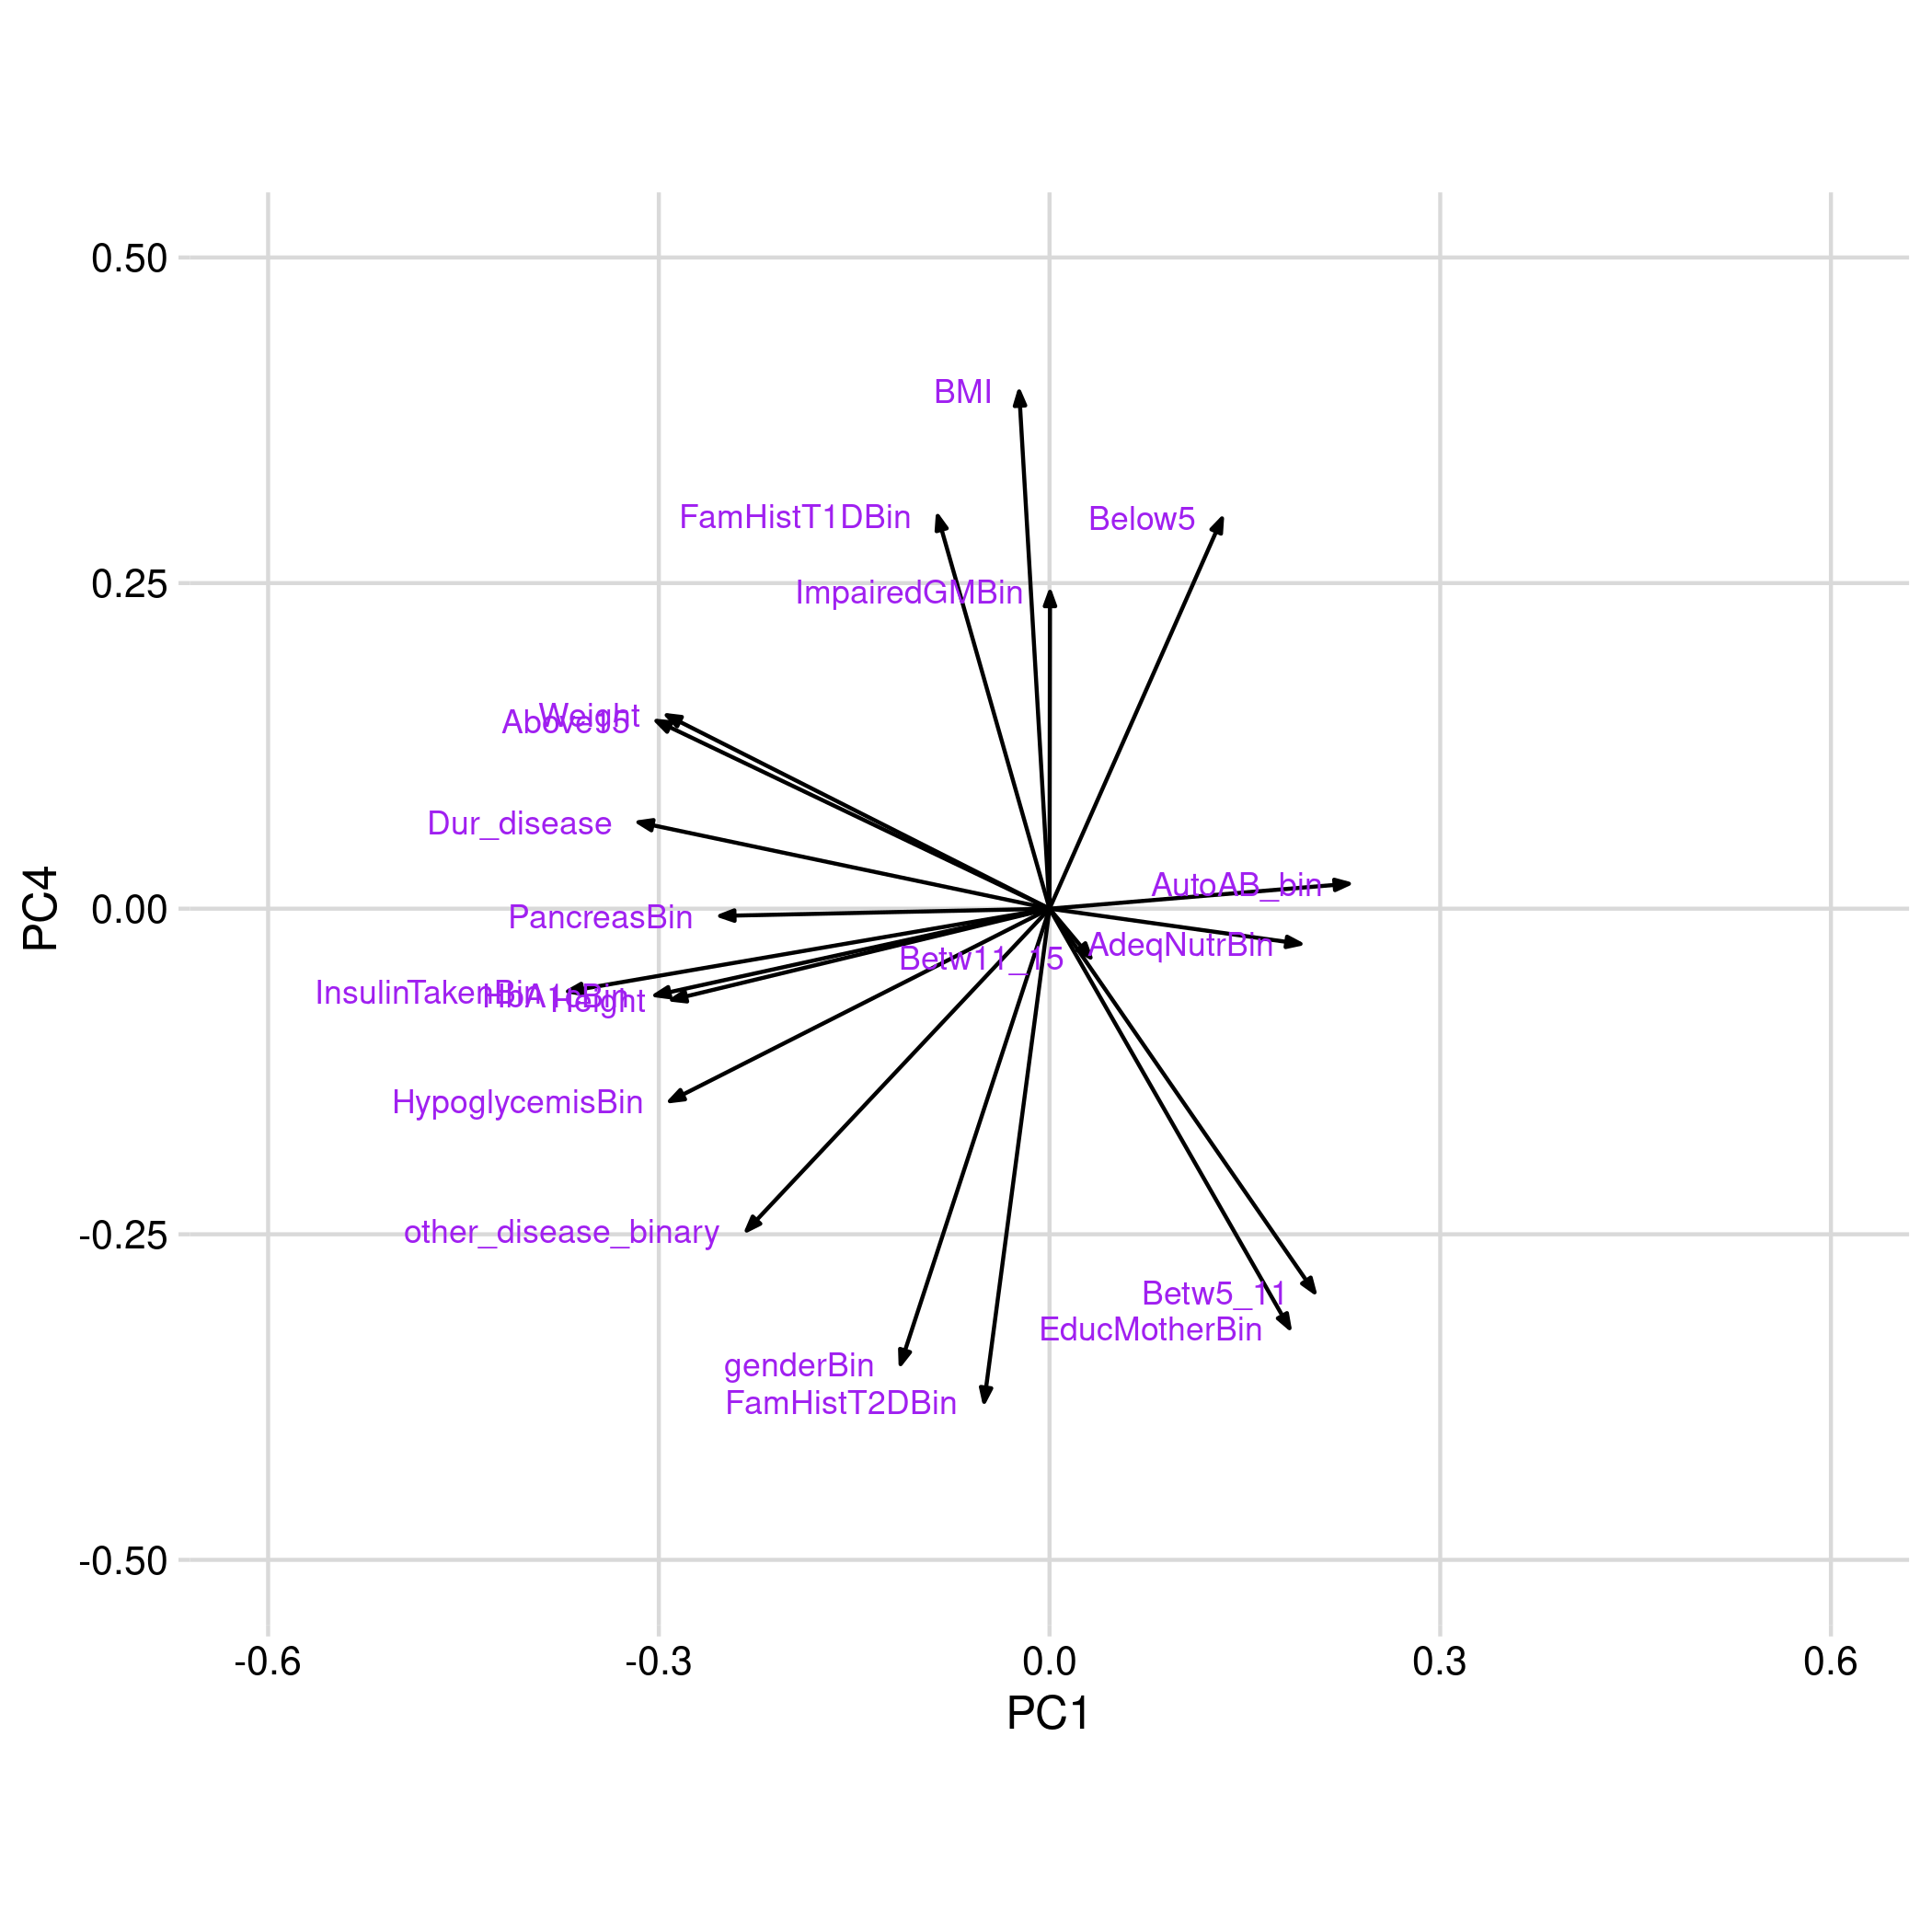 0.50
BMI
FamHistT1DBin
Below5
0.25
ImpairedGMBin
Weight
Above15
Dur_disease
AutoAB_bin
0.00
PancreasBin
AdeqNutrBin
Betw11_15
InsulinTakenBin
HbA1cBin
Height
HypoglycemisBin
-0.25
other_disease_binary
Betw5_11
EducMotherBin
genderBin
FamHistT2DBin
-0.50
-0.6 -0.3 0.0 0.3 0.6
PC1
PC4